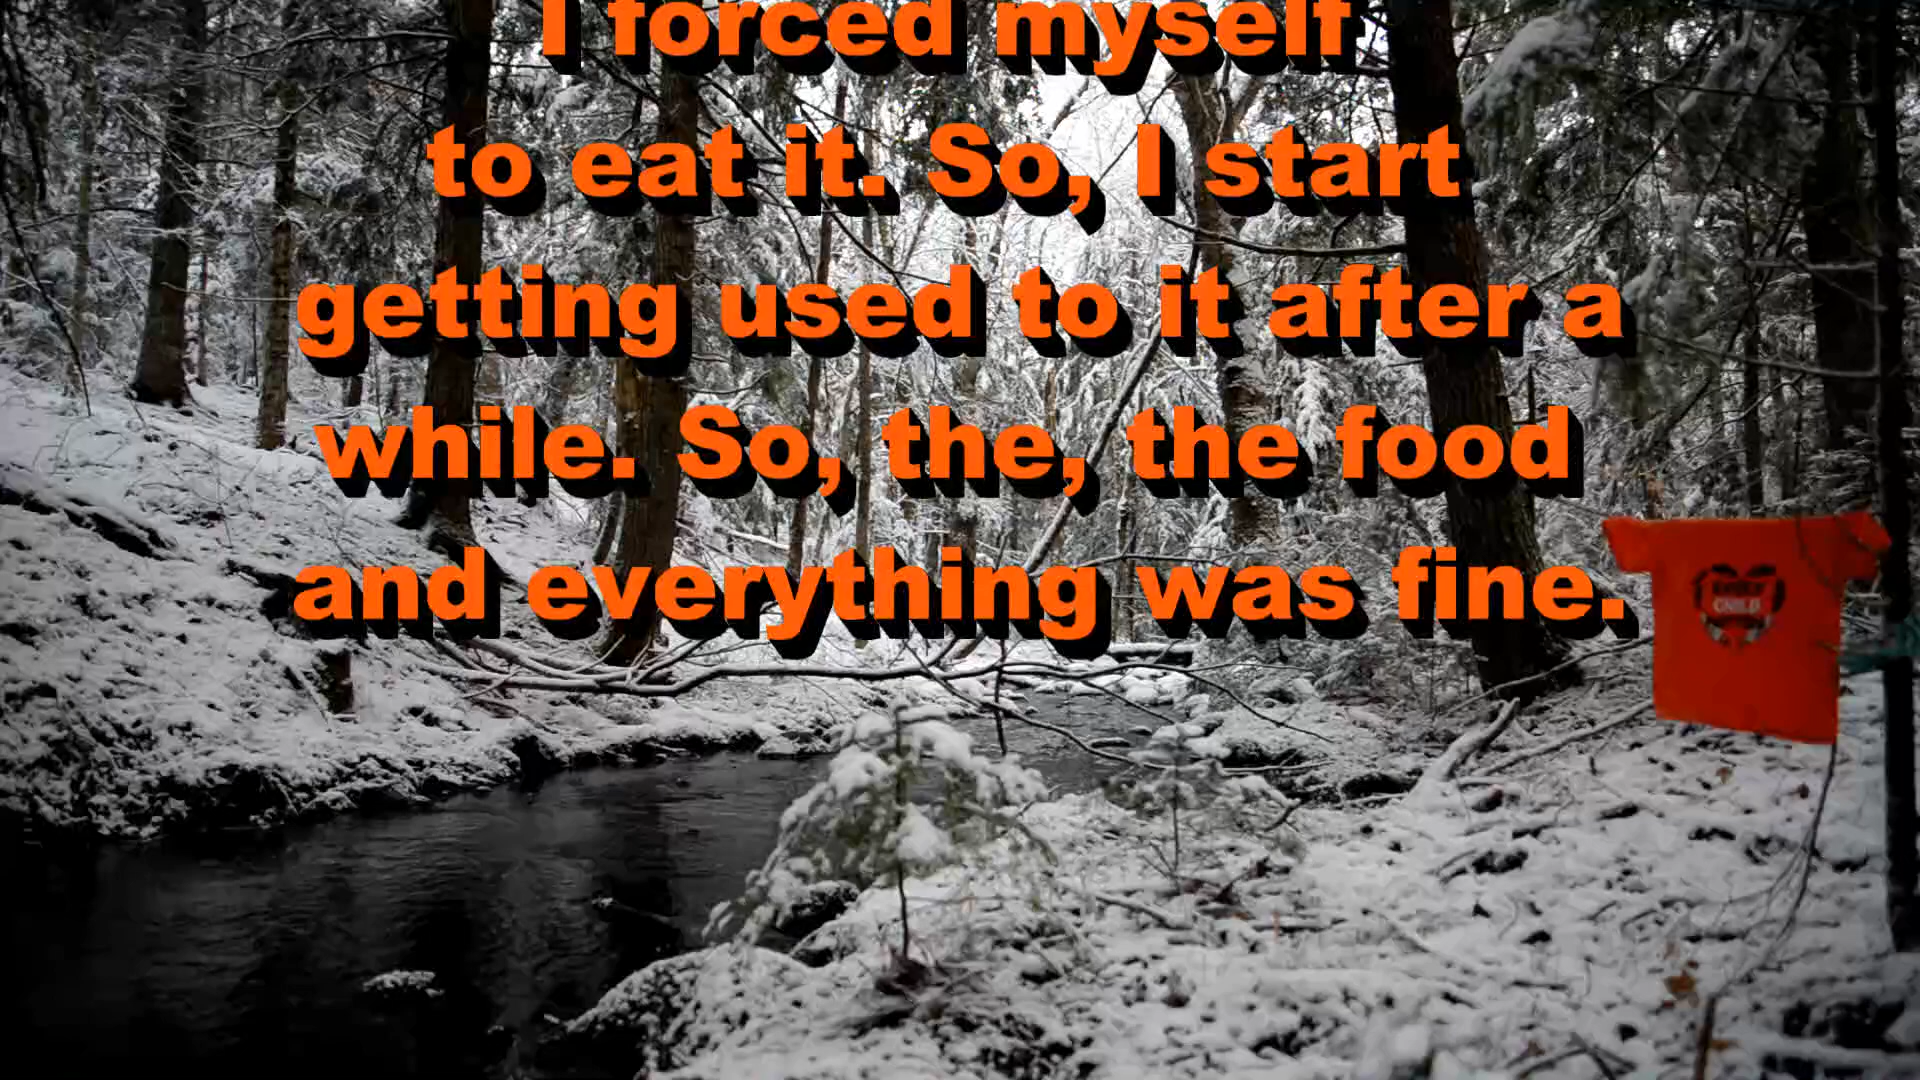 I forced myself
to eat it. So, I start
getting used to it after a
while. So, the, the food
and everything was fine.
CHILD